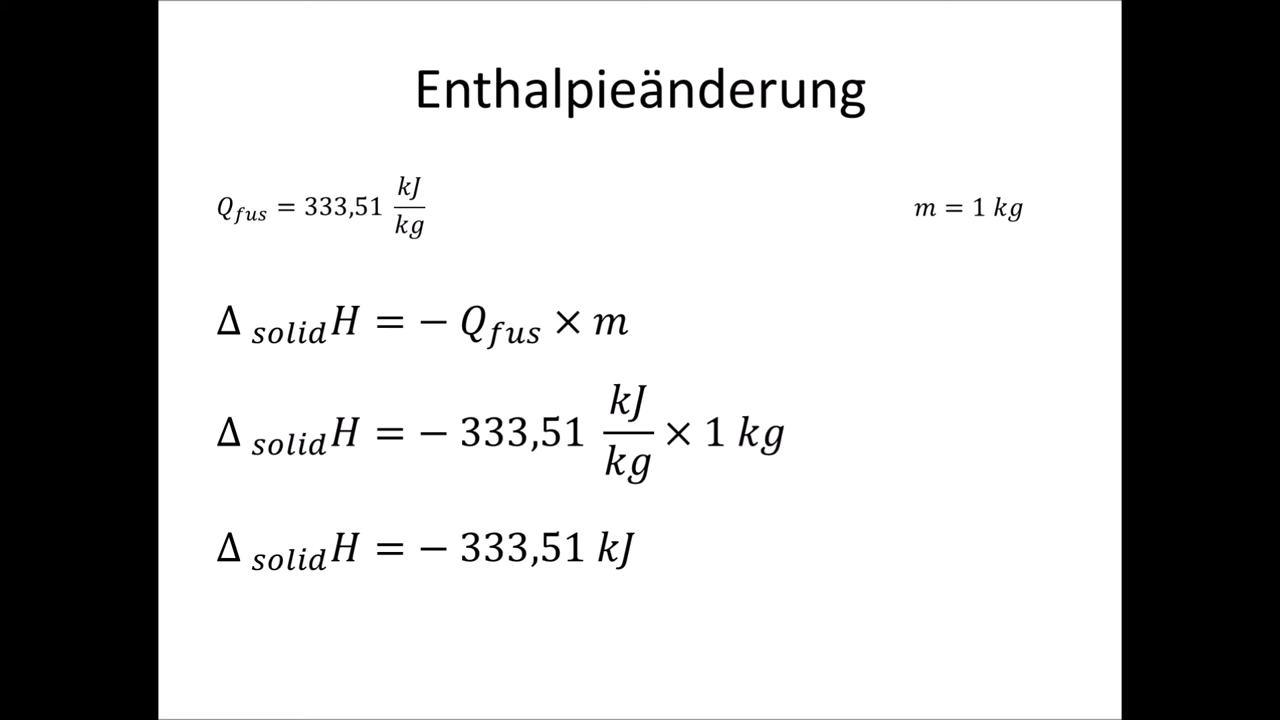 Enthalpieänderung
Q_fus = 333,51 kJ/kg
m = 1 kg
Δ_solid H = − Q_fus × m
Δ_solid H = − 333,51 kJ/kg × 1 kg
Δ_solid H = − 333,51 kJ